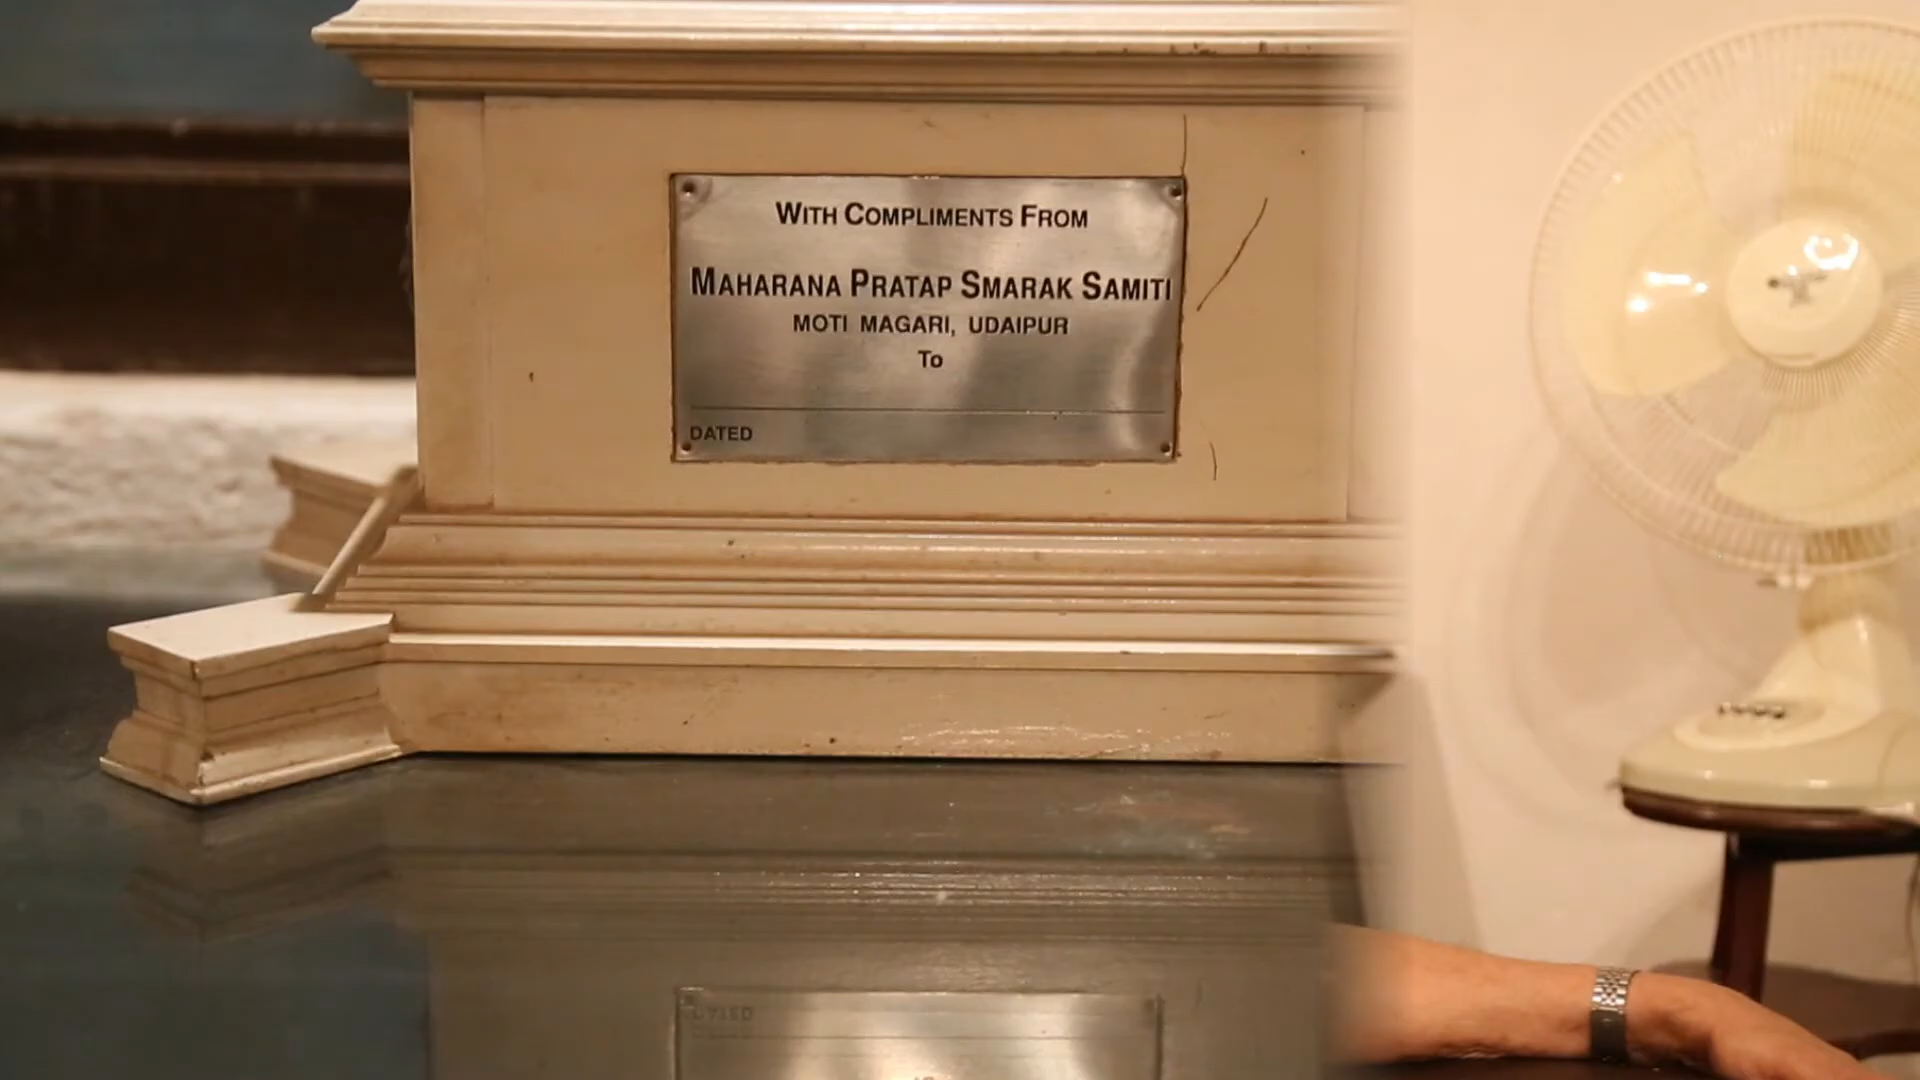 WITH COMPLIMENTS FROM
MAHARANA PRATAP SMARAK SAMITI
MOTI MAGARI, UDAIPUR
To
DATED